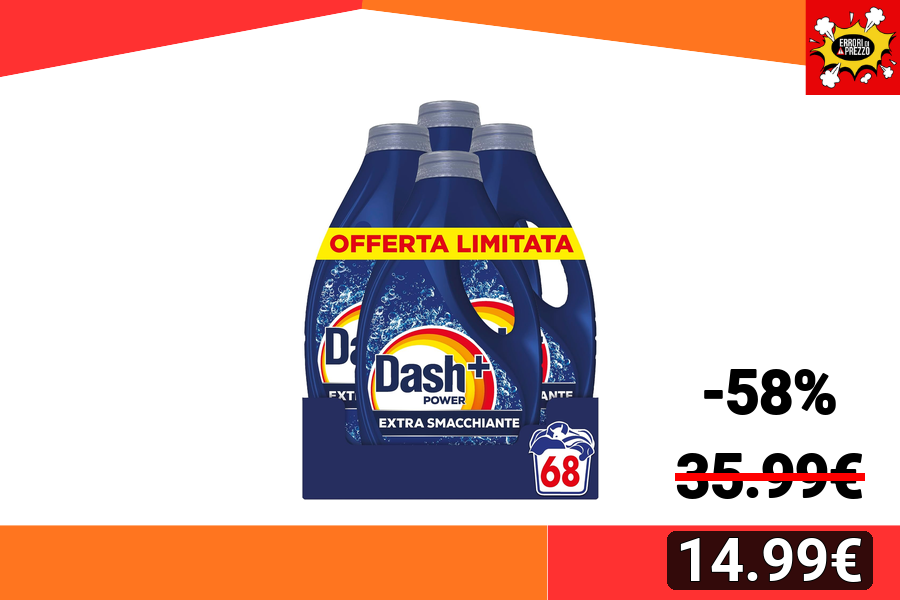 ERRORI DI
PREZZO
OFFERTA LIMITATA
Dash+
POWER
EXTRA SMACCHIANTE
68
-58%
35.99€
14.99€